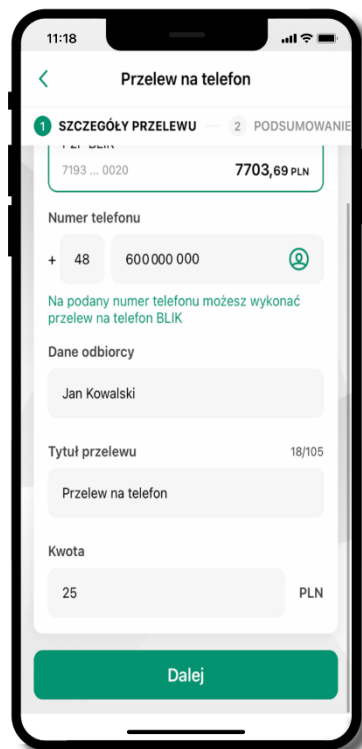 11:18
Przelew na telefon
1 SZCZEGÓŁY PRZELEWU 2 PODSUMOWANIE
7193 ... 0020 7703,69 PLN
Numer telefonu
+ 48 600 000 000
Na podany numer telefonu możesz wykonać
przelew na telefon BLIK
Dane odbiorcy
Jan Kowalski
Tytuł przelewu 18/105
Przelew na telefon
Kwota
25 PLN
Dalej